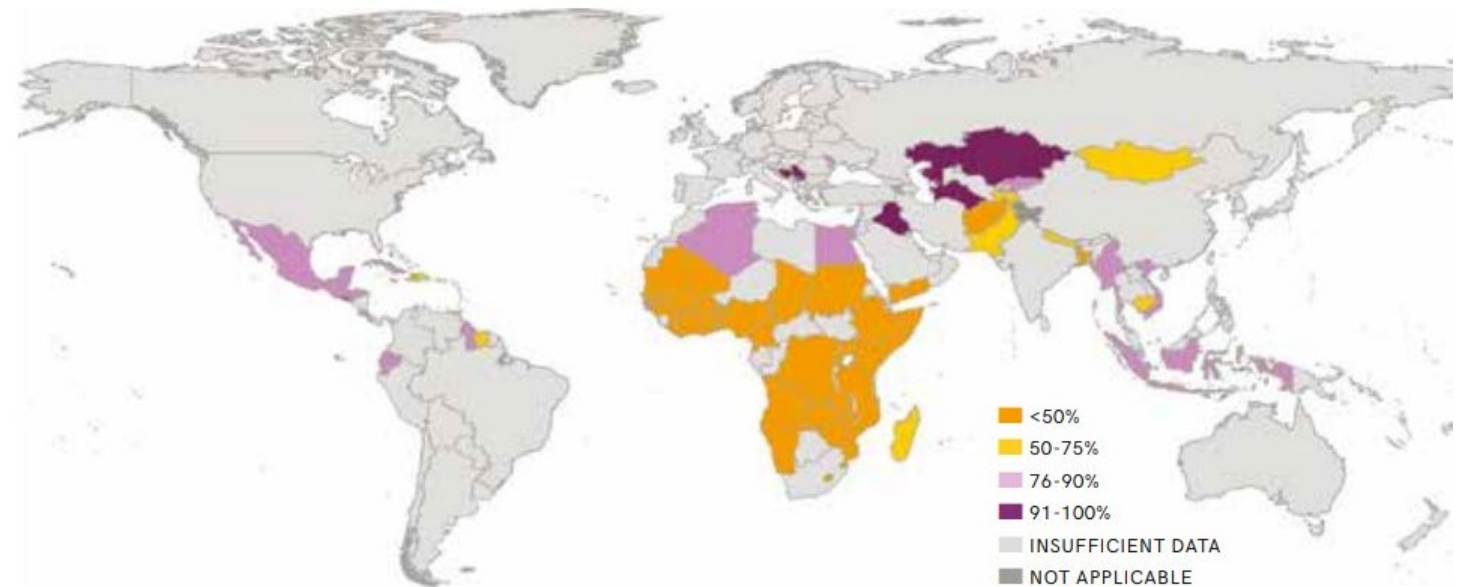 <50%
50-75%
76-90%
91-100%
INSUFFICIENT DATA
NOT APPLICABLE